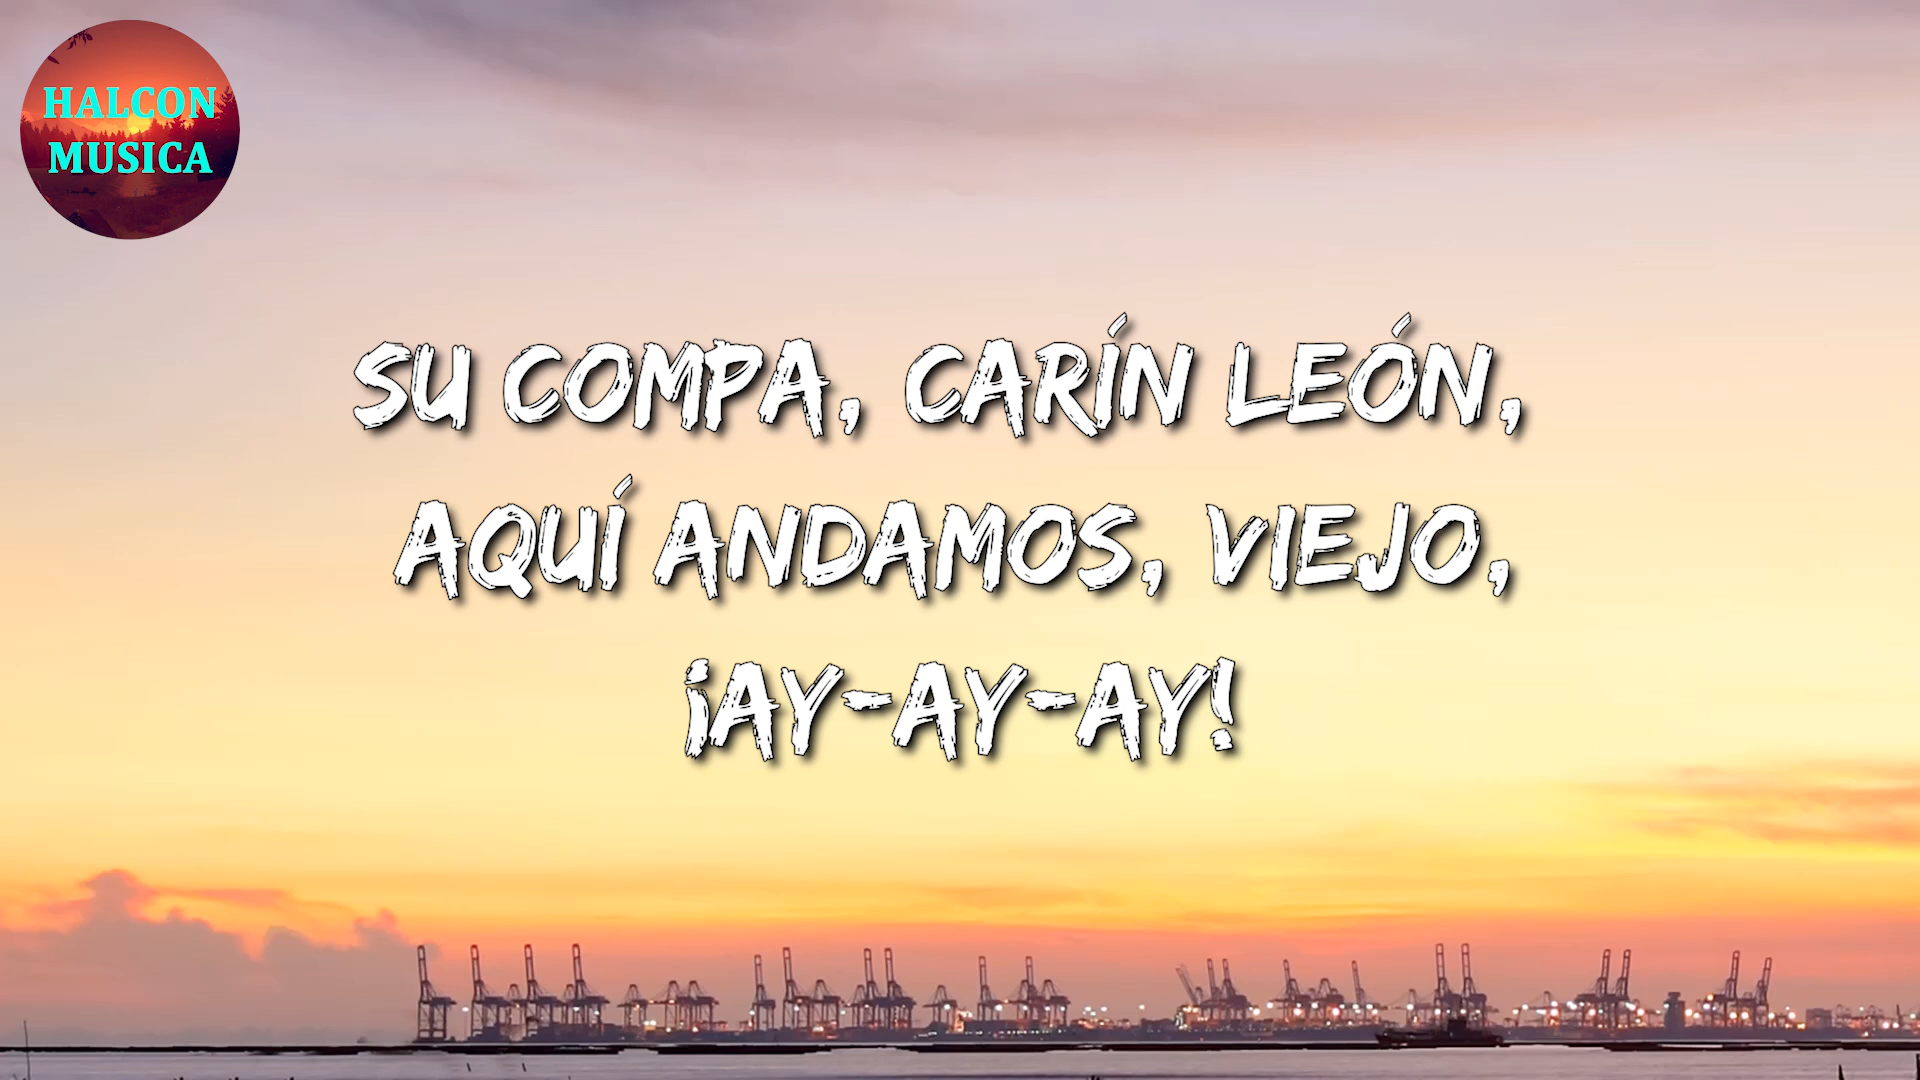 HALCON
MUSICA
SU COMPA, CARÍN LEÓN,
AQUÍ ANDAMOS, VIEJO,
¡AY-AY-AY!